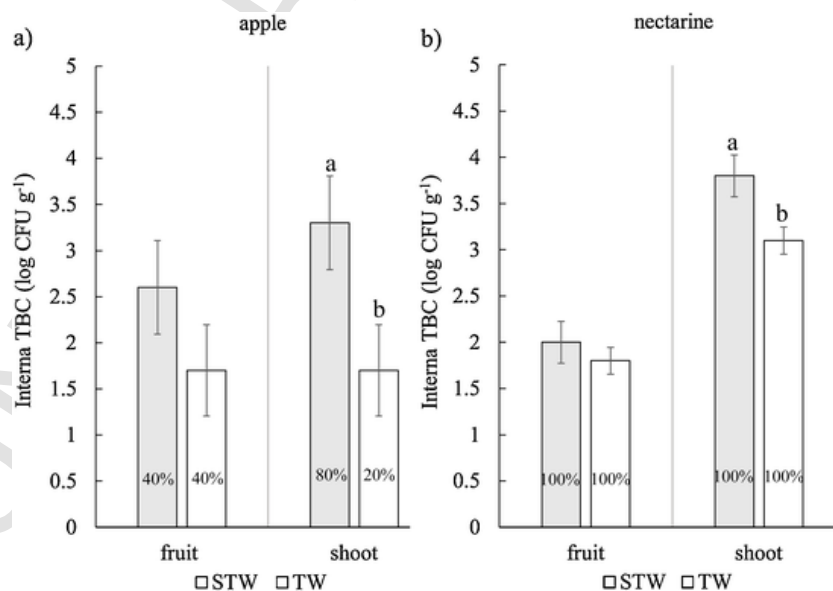 apple
a)
Interna TBC (log CFU g⁻¹)
5
4.5
4
3.5
3
2.5
2
1.5
1
0.5
0
a
b
40%
40%
80%
20%
fruit
shoot
STW TW
nectarine
b)
Interna TBC (log CFU g⁻¹)
5
4.5
4
3.5
3
2.5
2
1.5
1
0.5
0
a
b
100%
100%
100%
100%
fruit
shoot
STW TW